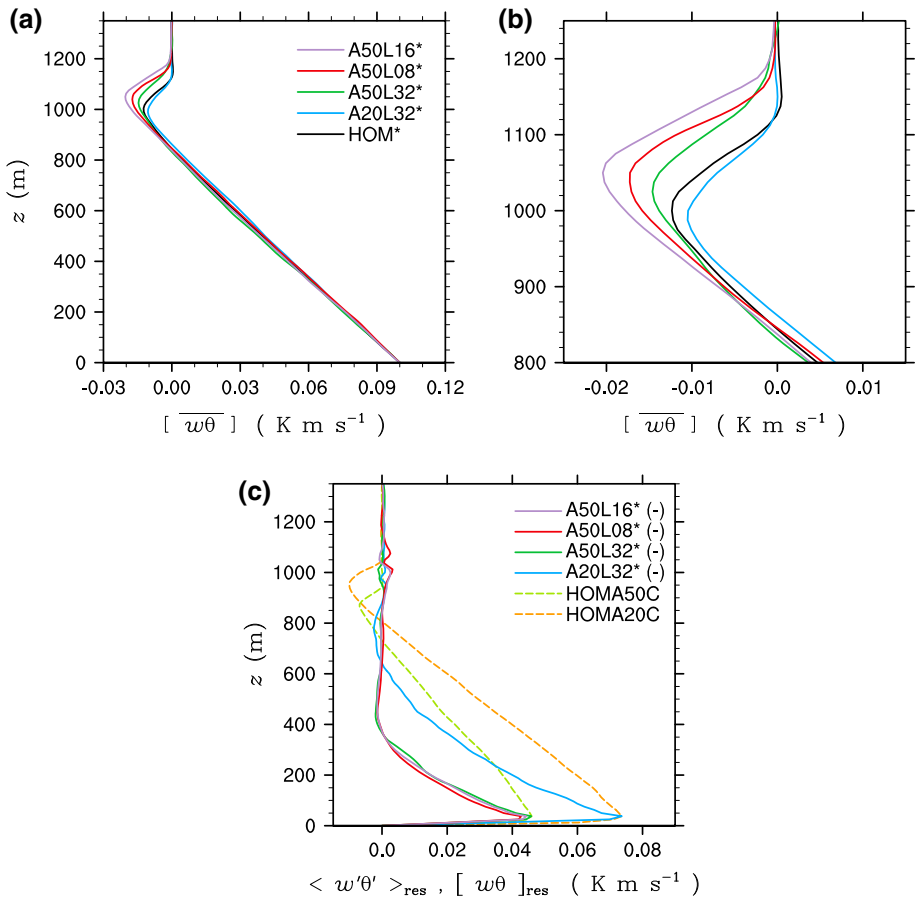 (a)
z (m)
1200
1000
800
600
400
200
0
-0.03 0.00 0.03 0.06 0.09 0.12
[ wθ ] ( K m s⁻¹ )
A50L16*
A50L08*
A50L32*
A20L32*
HOM*
(b)
1200
1100
1000
900
800
-0.02 -0.01 0.0 0.01
[ wθ ] ( K m s⁻¹ )
(c)
z (m)
1200
1000
800
600
400
200
0
0.0 0.02 0.04 0.06 0.08
< w'θ' >res , [ wθ ]res ( K m s⁻¹ )
A50L16* (-)
A50L08* (-)
A50L32* (-)
A20L32* (-)
HOMA50C
HOMA20C